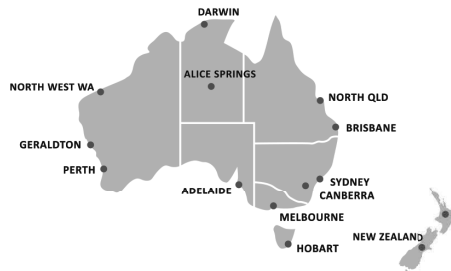 DARWIN
ALICE SPRINGS
NORTH WEST WA
NORTH QLD
BRISBANE
GERALDTON
PERTH
ADELAIDE
SYDNEY
CANBERRA
MELBOURNE
NEW ZEALAND
HOBART